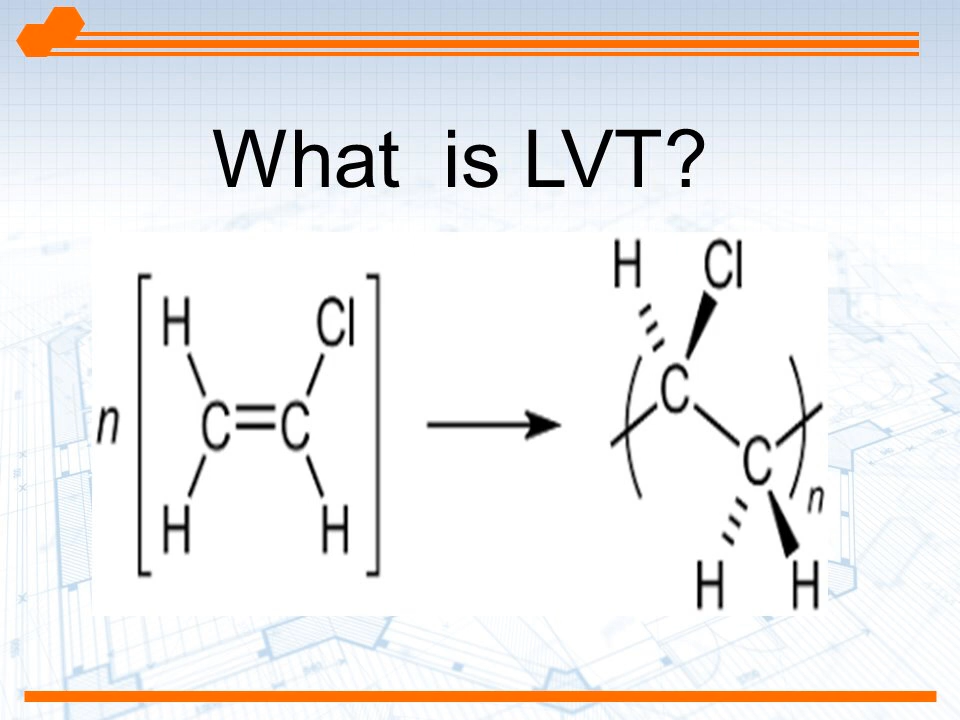 What  is LVT?
H Cl
H Cl
C
n C=C
C
n
H H
H H